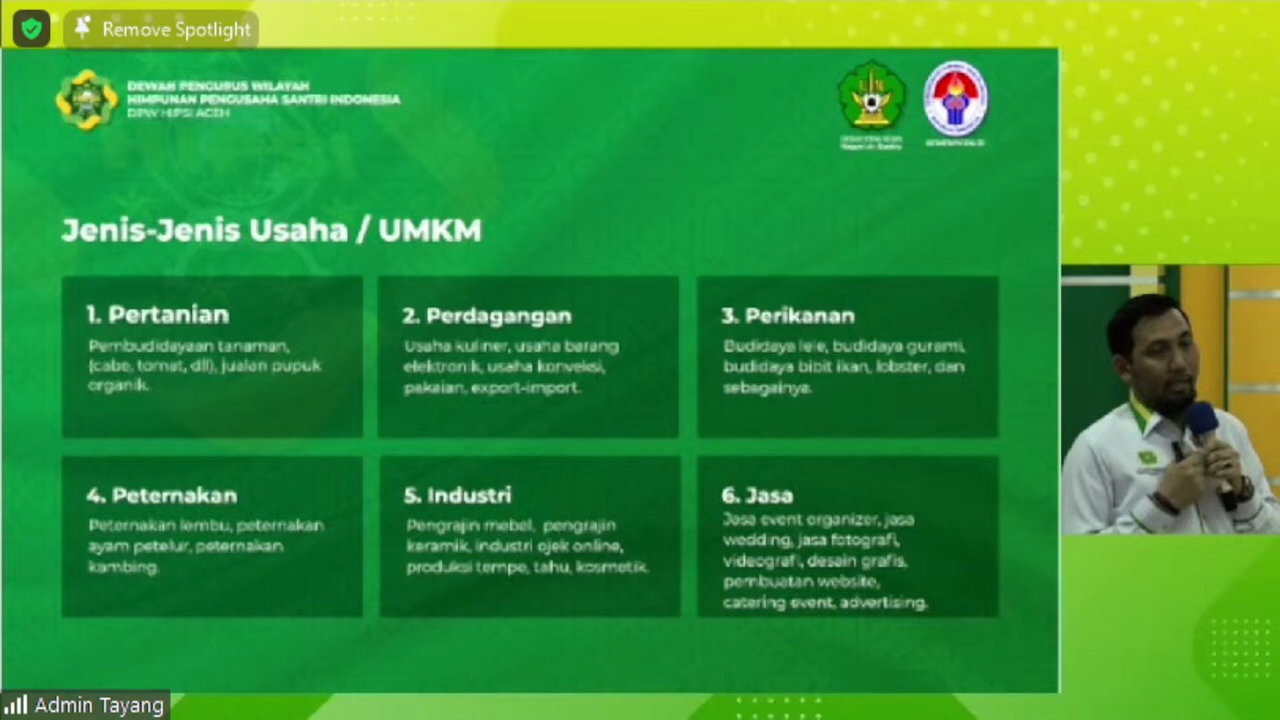 Remove Spotlight
DEWAN PENGURUS WILAYAH
HIMPUNAN PENGUSAHA SANTRI INDONESIA
DPW HIPSI ACEH
Jenis-Jenis Usaha / UMKM
1. Pertanian
Pembudidayaan tanaman,
(cabe, tomat, dll), jualan pupuk
organik.
2. Perdagangan
Usaha kuliner, usaha barang
elektronik, usaha konveksi,
pakaian, export-import.
3. Perikanan
Budidaya lele, budidaya gurami,
budidaya bibit ikan, lobster, dan
sebagainya.
4. Peternakan
Peternakan lembu, peternakan
ayam petelur, peternakan
kambing.
5. Industri
Pengrajin mebel, pengrajin
keramik, industri ojek online,
produksi tempe, tahu, kosmetik.
6. Jasa
Jasa event organizer, jasa
wedding, jasa fotografi,
videografi, desain grafis,
pembuatan website,
catering event, advertising.
Admin Tayang